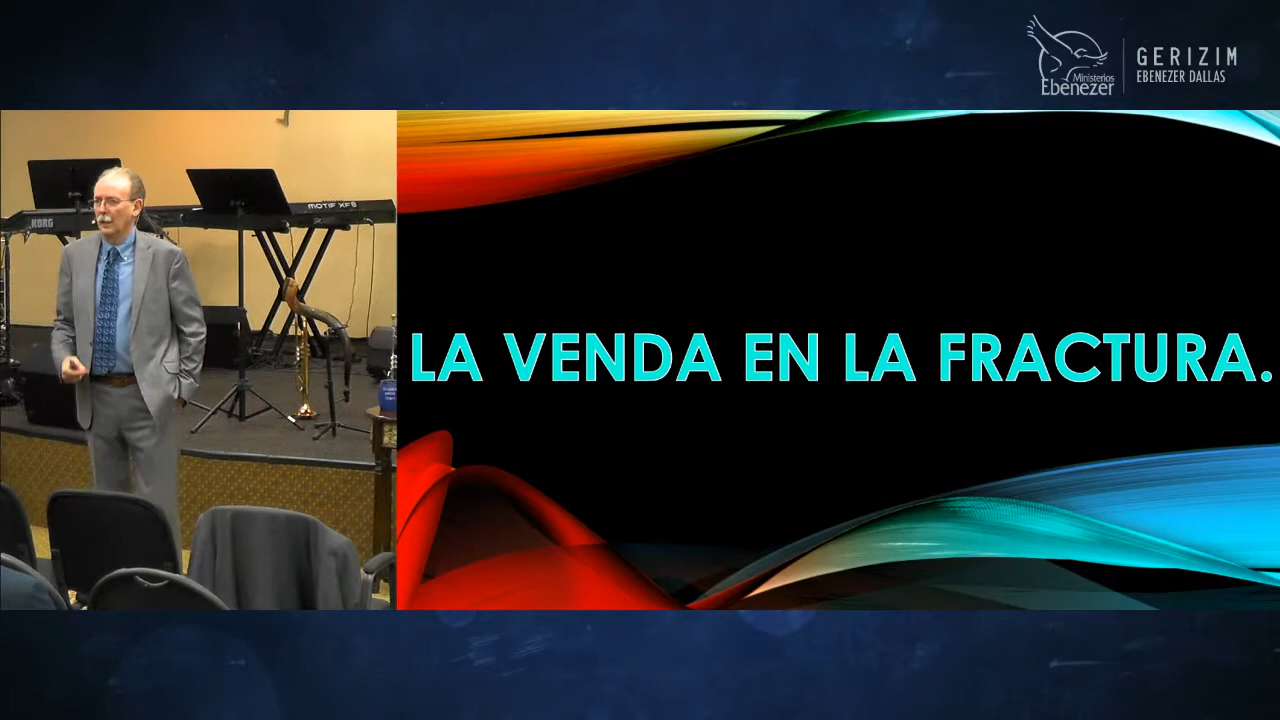 Ministerios
Ebenezer
GERIZIM
EBENEZER DALLAS
KORG
MOTIF XF8
LA VENDA EN LA FRACTURA.